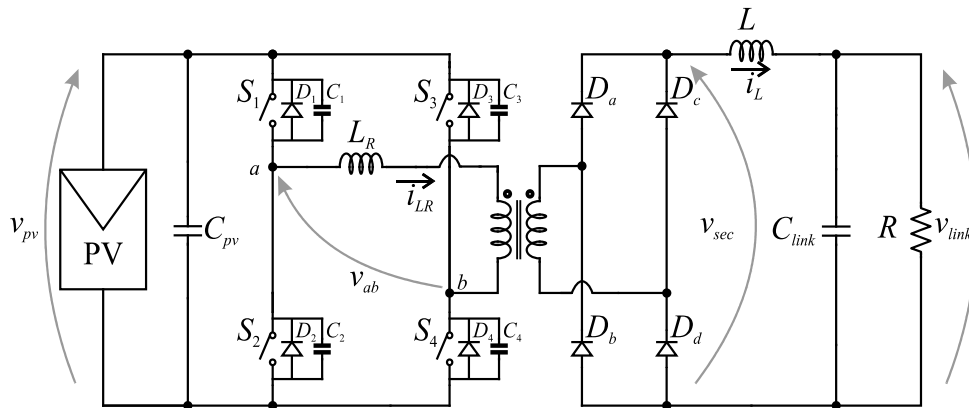 L
i_L
S_1
D_1
C_1
S_3
D_3
C_3
D_a
D_c
L_R
a
i_LR
v_pv
PV
C_pv
v_ab
b
v_sec
C_link
R
v_link
S_2
D_2
C_2
S_4
D_4
C_4
D_b
D_d